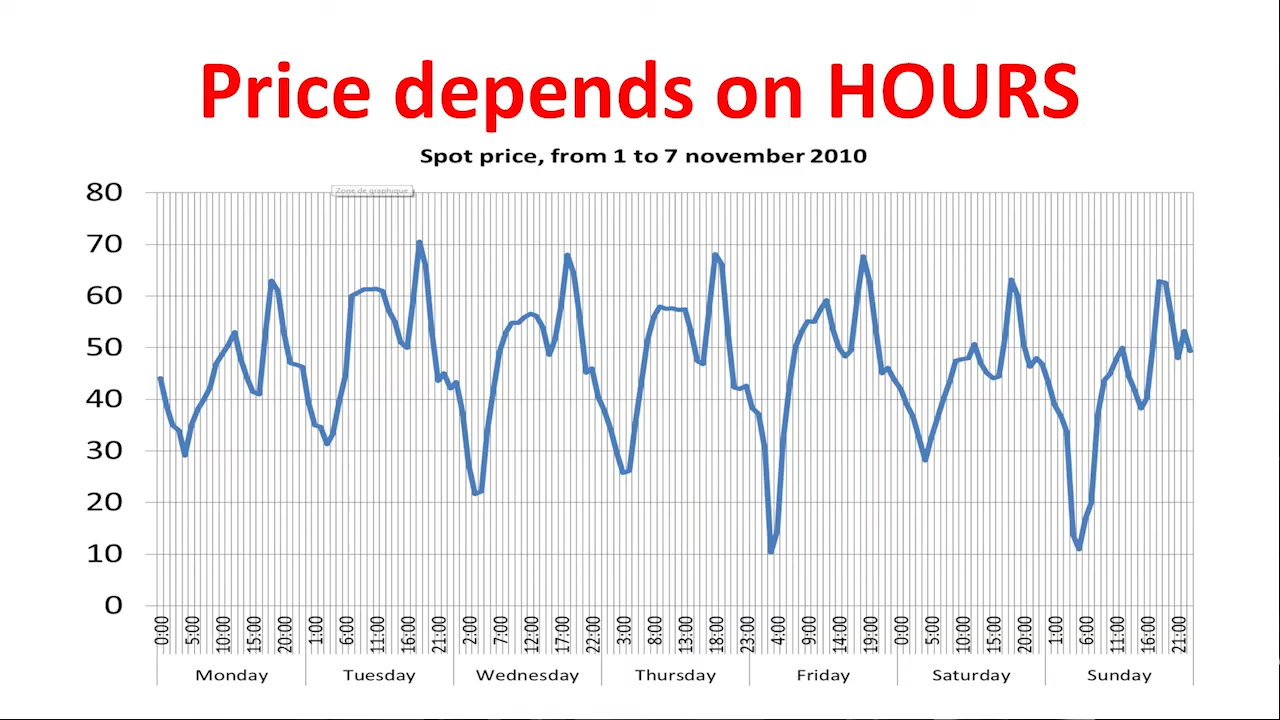 Price depends on HOURS
Spot price, from 1 to 7 november 2010
Zone de graphique
80
70
60
50
40
30
20
10
0
0:00 5:00 10:00 15:00 20:00 1:00 6:00 11:00 16:00 21:00 2:00 7:00 12:00 17:00 22:00 3:00 8:00 13:00 18:00 23:00 4:00 9:00 14:00 19:00 0:00 5:00 10:00 15:00 20:00 1:00 6:00 11:00 16:00 21:00
Monday Tuesday Wednesday Thursday Friday Saturday Sunday